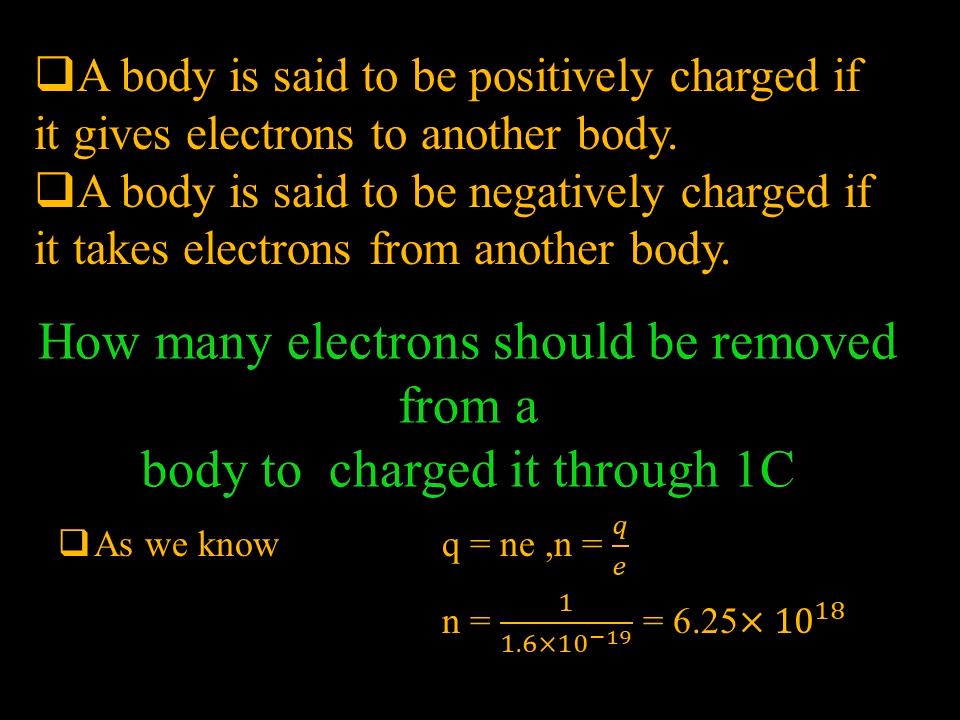 ❑A body is said to be positively charged if
it gives electrons to another body.
❑A body is said to be negatively charged if
it takes electrons from another body.
How many electrons should be removed
from a
body to charged it through 1C
❑As we know q = ne ,n = q/e
n = 1/(1.6×10⁻¹⁹) = 6.25× 10¹⁸